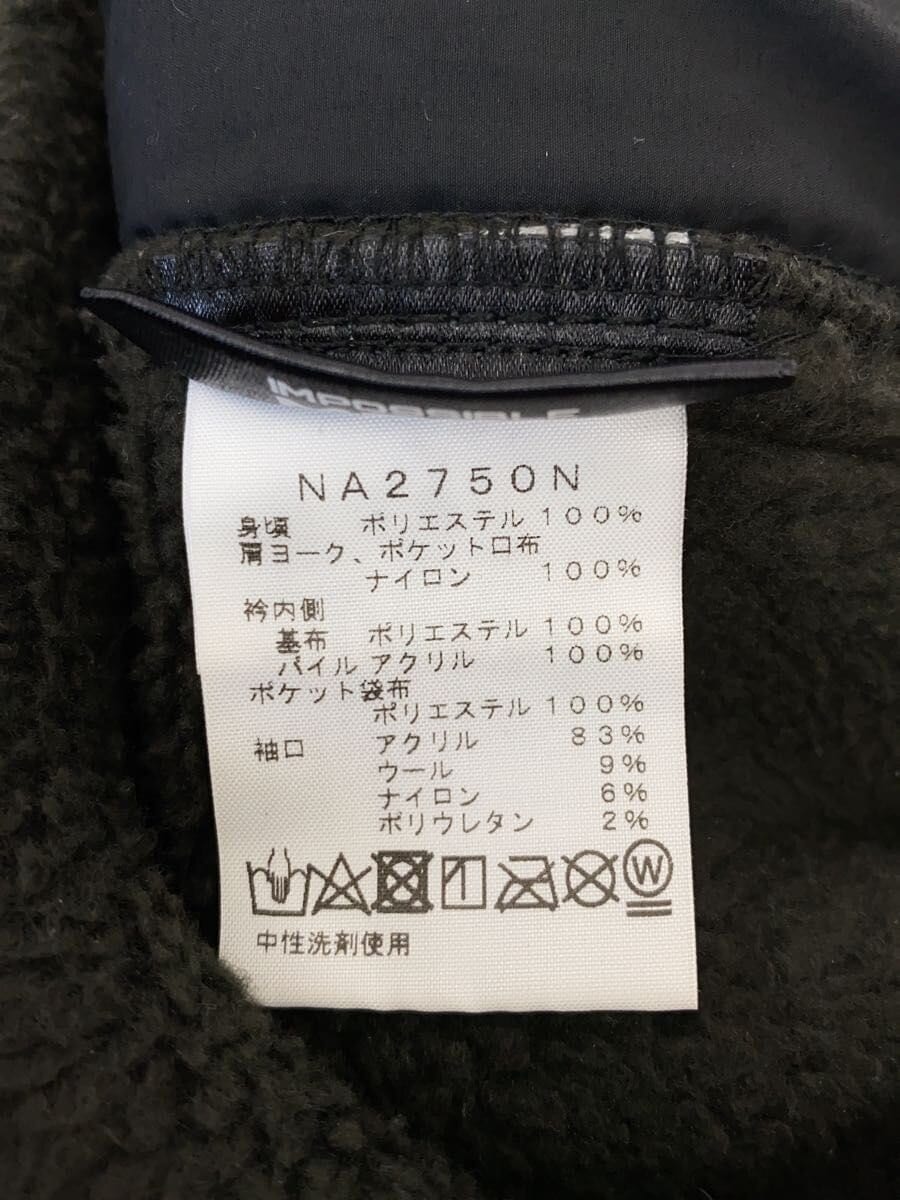 IMPOSSIBLE
NA2750N
身頃 ポリエステル 100%
肩ヨーク、ポケット口布
ナイロン 100%
衿内側
基布 ポリエステル 100%
パイル アクリル 100%
ポケット袋布
ポリエステル 100%
袖口 アクリル 83%
ウール 9%
ナイロン 6%
ポリウレタン 2%
W
中性洗剤使用